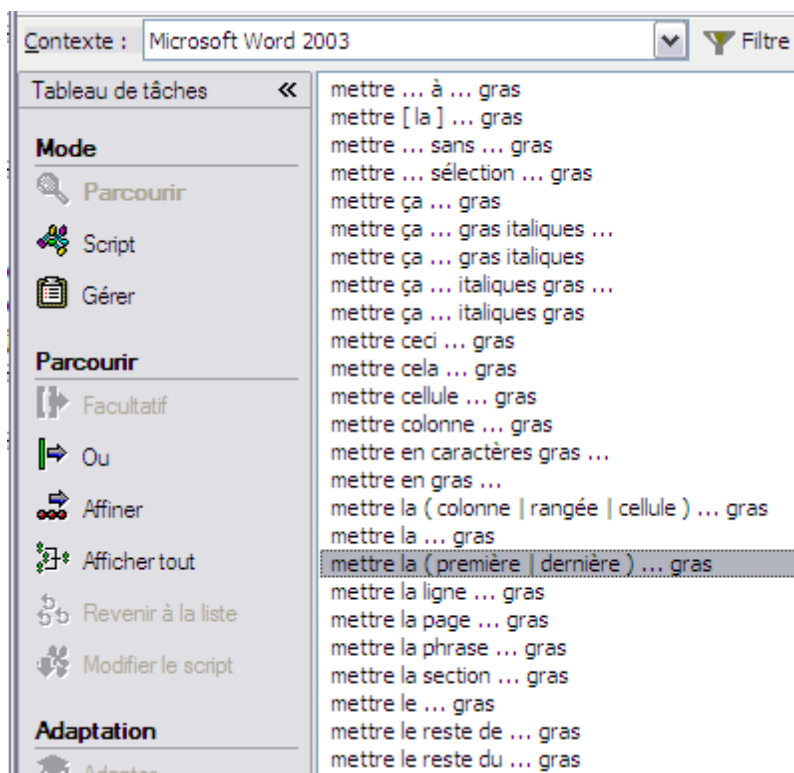 Contexte : Microsoft Word 2003 Filtre
Tableau de tâches «
Mode
Parcourir
Script
Gérer
Parcourir
Facultatif
Ou
Affiner
Afficher tout
Revenir à la liste
Modifier le script
Adaptation
Adapter
mettre ... à ... gras
mettre [ la ] ... gras
mettre ... sans ... gras
mettre ... sélection ... gras
mettre ça ... gras
mettre ça ... gras italiques ...
mettre ça ... gras italiques
mettre ça ... italiques gras ...
mettre ça ... italiques gras
mettre ceci ... gras
mettre cela ... gras
mettre cellule ... gras
mettre colonne ... gras
mettre en caractères gras ...
mettre en gras ...
mettre la ( colonne | rangée | cellule ) ... gras
mettre la ... gras
mettre la ( première | dernière ) ... gras
mettre la ligne ... gras
mettre la page ... gras
mettre la phrase ... gras
mettre la section ... gras
mettre le ... gras
mettre le reste de ... gras
mettre le reste du ... gras